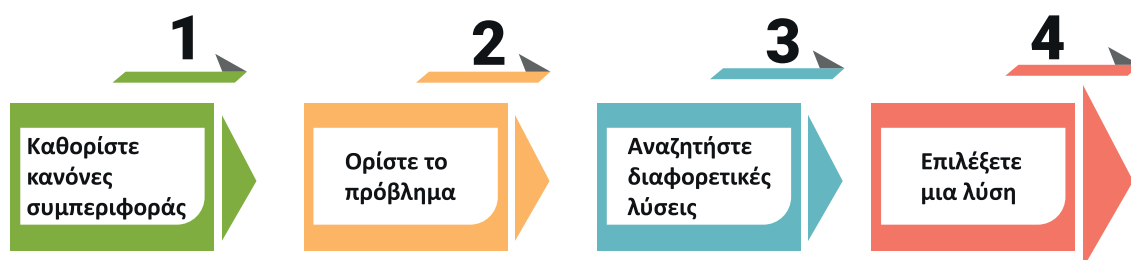 1
Καθορίστε
κανόνες
συμπεριφοράς
2
Ορίστε το
πρόβλημα
3
Αναζητήστε
διαφορετικές
λύσεις
4
Επιλέξετε
μια λύση